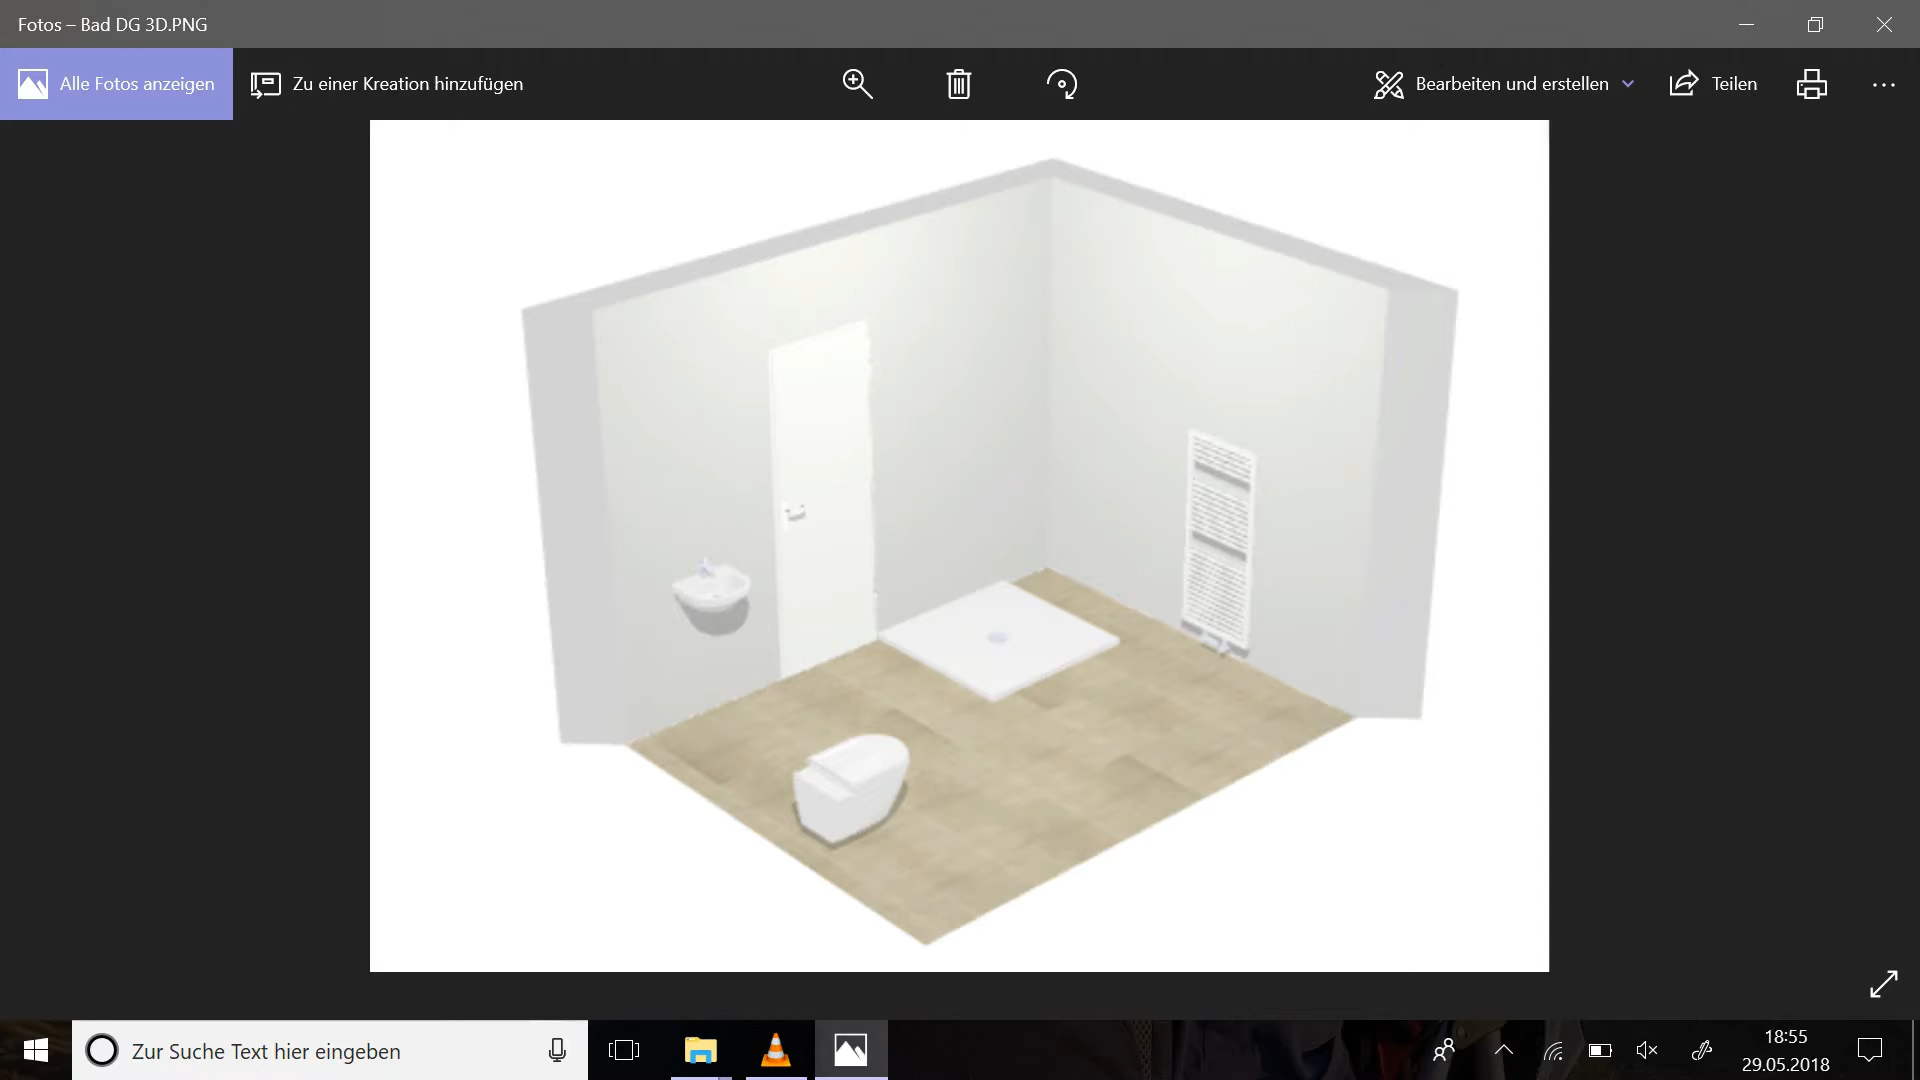 Fotos – Bad DG 3D.PNG
Alle Fotos anzeigen
Zu einer Kreation hinzufügen
Bearbeiten und erstellen
Teilen
Zur Suche Text hier eingeben
18:55
29.05.2018